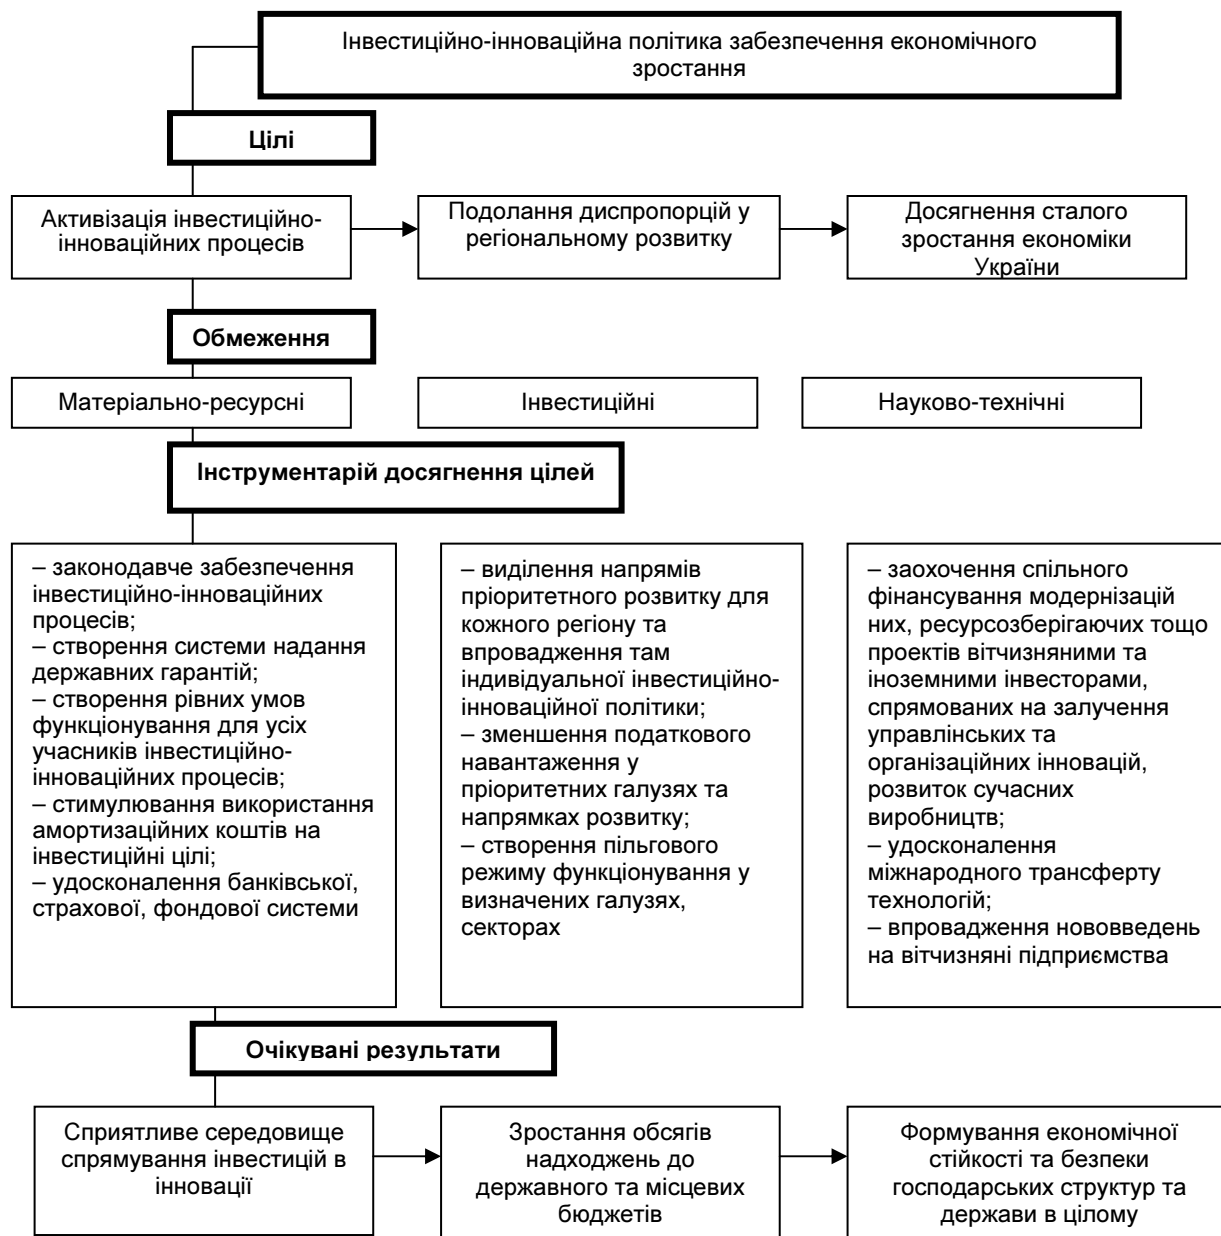 Інвестиційно-інноваційна політика забезпечення економічного
зростання
Цілі
Активізація інвестиційно-
інноваційних процесів
Подолання диспропорцій у
регіональному розвитку
Досягнення сталого
зростання економіки
України
Обмеження
Матеріально-ресурсні
Інвестиційні
Науково-технічні
Інструментарій досягнення цілей
– законодавче забезпечення
інвестиційно-інноваційних
процесів;
– створення системи надання
державних гарантій;
– створення рівних умов
функціонування для усіх
учасників інвестиційно-
інноваційних процесів;
– стимулювання використання
амортизаційних коштів на
інвестиційні цілі;
– удосконалення банківської,
страхової, фондової системи
– виділення напрямів
пріоритетного розвитку для
кожного регіону та
впровадження там
індивідуальної інвестиційно-
інноваційної політики;
– зменшення податкового
навантаження у
пріоритетних галузях та
напрямках розвитку;
– створення пільгового
режиму функціонування у
визначених галузях,
секторах
– заохочення спільного
фінансування модернізацій
них, ресурсозберігаючих тощо
проектів вітчизняними та
іноземними інвесторами,
спрямованих на залучення
управлінських та
організаційних інновацій,
розвиток сучасних
виробництв;
– удосконалення
міжнародного трансферту
технологій;
– впровадження нововведень
на вітчизняні підприємства
Очікувані результати
Сприятливе середовище
спрямування інвестицій в
інновації
Зростання обсягів
надходжень до
державного та місцевих
бюджетів
Формування економічної
стійкості та безпеки
господарських структур та
держави в цілому